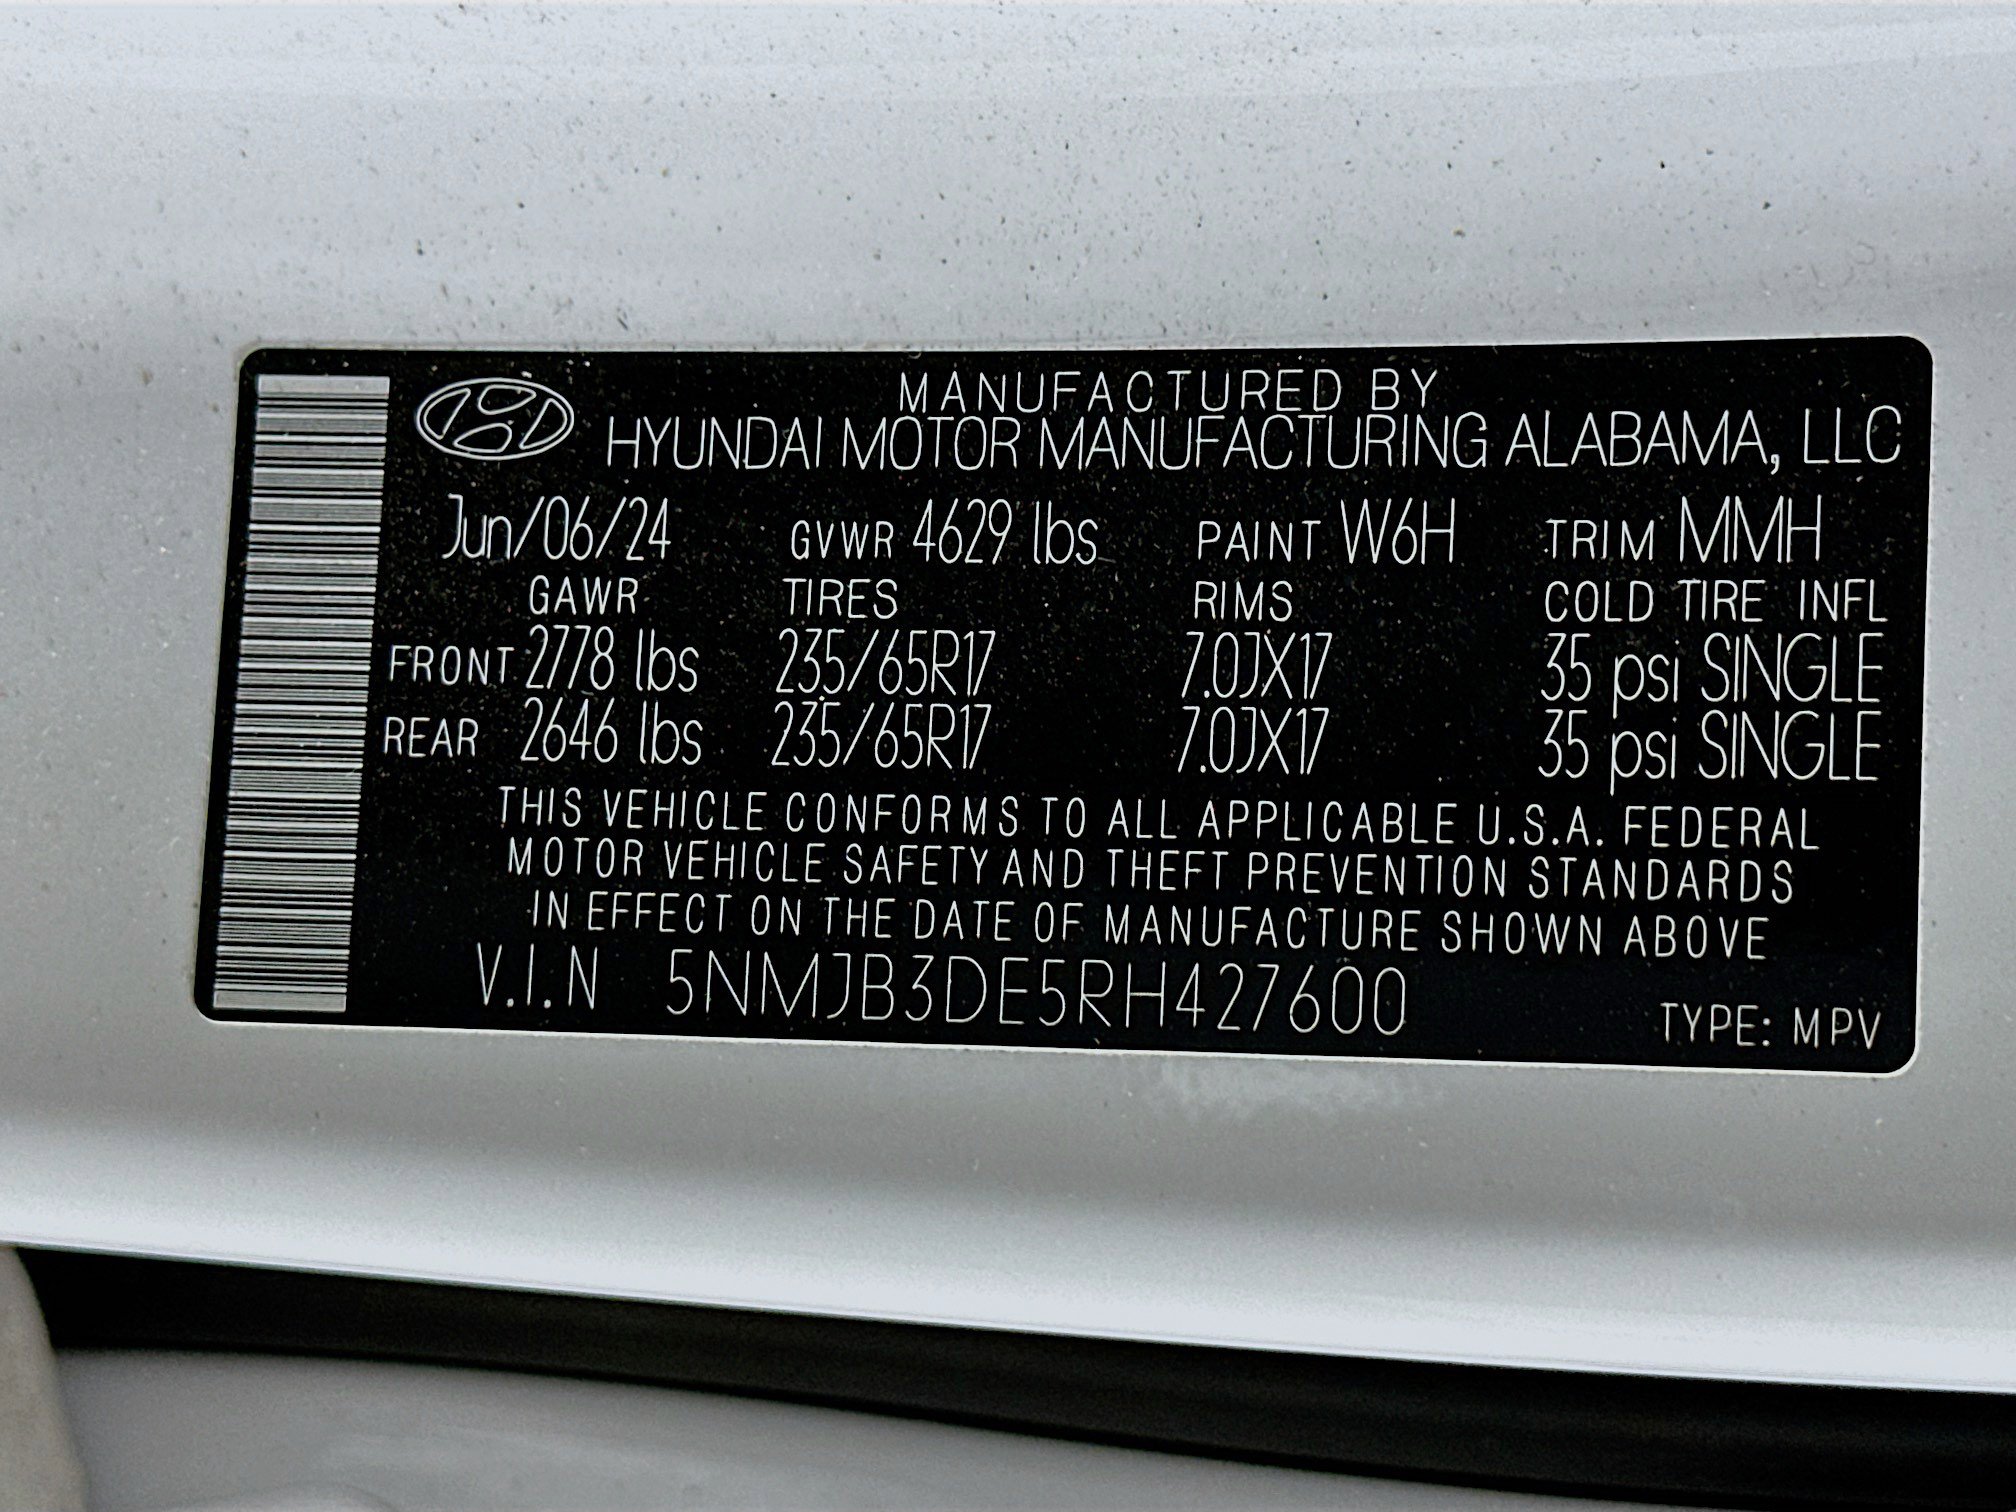 MANUFACTURED BY
HYUNDAI MOTOR MANUFACTURING ALABAMA, LLC
Jun/06/24 GVWR 4629 lbs PAINT W6H TRIM MMH
GAWR TIRES RIMS COLD TIRE INFL
FRONT 2778 lbs 235/65R17 7.0JX17 35 psi SINGLE
REAR 2646 lbs 235/65R17 7.0JX17 35 psi SINGLE
THIS VEHICLE CONFORMS TO ALL APPLICABLE U.S.A. FEDERAL
MOTOR VEHICLE SAFETY AND THEFT PREVENTION STANDARDS
IN EFFECT ON THE DATE OF MANUFACTURE SHOWN ABOVE
V.I.N 5NMJB3DE5RH427600 TYPE: MPV